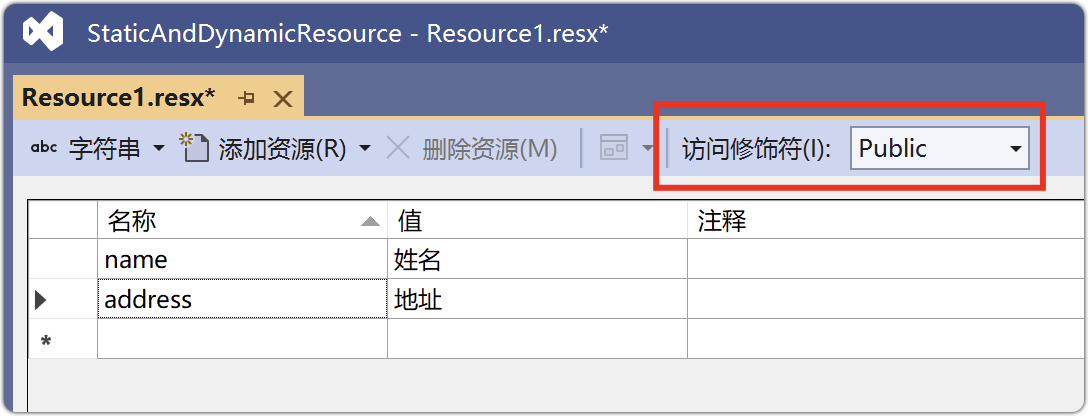 StaticAndDynamicResource - Resource1.resx*
Resource1.resx*
abc 字符串 添加资源(R) 删除资源(M) 访问修饰符(I): Public
名称 值 注释
name 姓名
address 地址
*